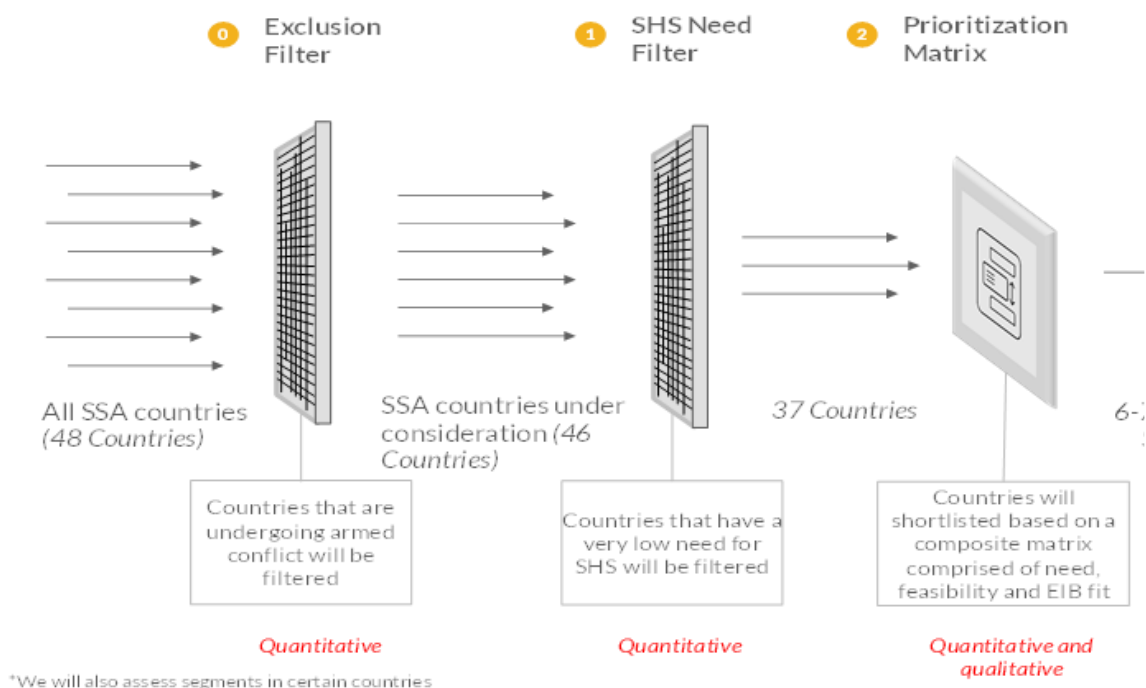 0 Exclusion
Filter
1 SHS Need
Filter
2 Prioritization
Matrix
All SSA countries
(48 Countries)
SSA countries under
consideration (46
Countries)
37 Countries
6-
Countries that are
undergoing armed
conflict will be
filtered
Countries that have a
very low need for
SHS will be filtered
Countries will
shortlisted based on a
composite matrix
comprised of need,
feasibility and EIB fit
Quantitative
Quantitative
Quantitative and
qualitative
*We will also assess segments in certain countries